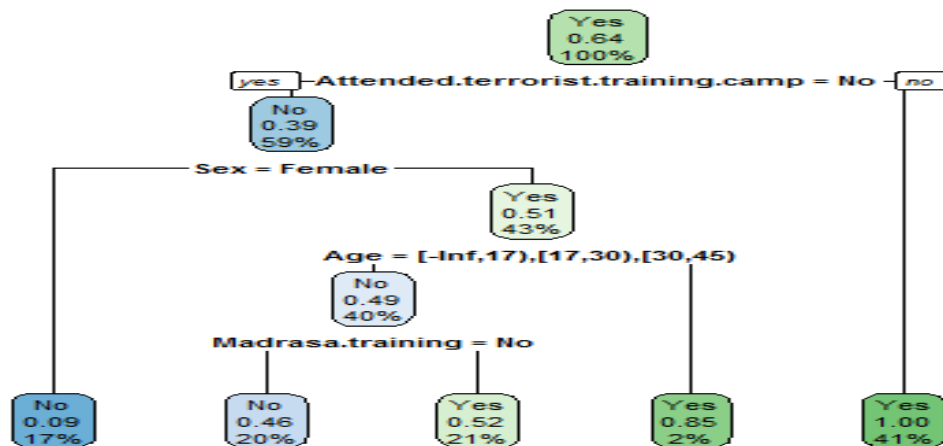 Yes
0.64
100%
yes Attended.terrorist.training.camp = No no
No
0.39
59%
Sex = Female
Yes
0.51
43%
Age = [-Inf,17),[17,30),[30,45)
No
0.49
40%
Madrasa.training = No
No
0.09
17%
No
0.46
20%
Yes
0.52
21%
Yes
0.85
2%
Yes
1.00
41%